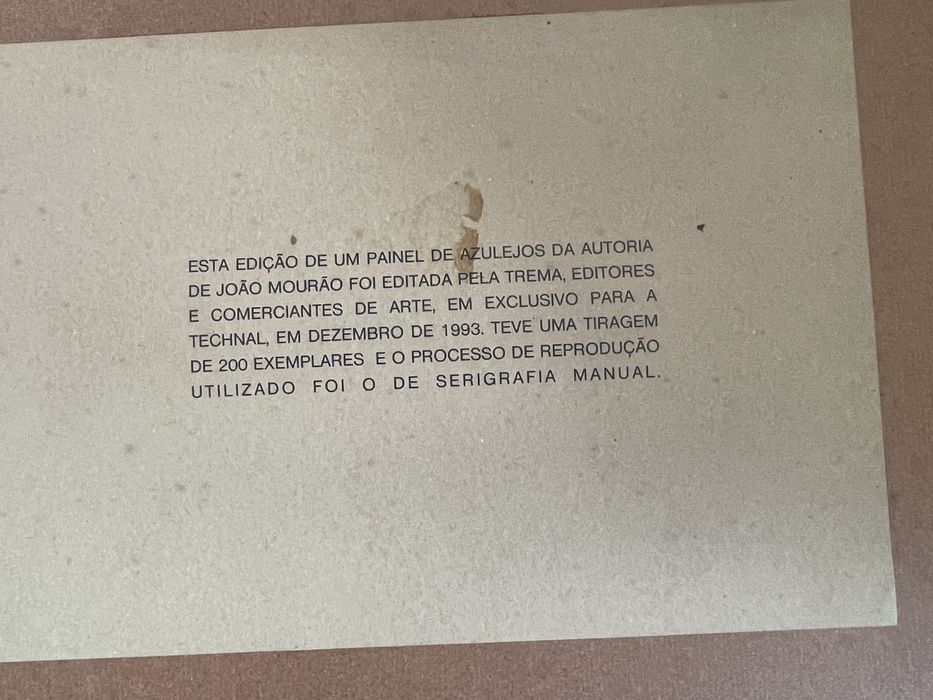 ESTA EDIÇÃO DE UM PAINEL DE AZULEJOS DA AUTORIA
DE JOÃO MOURÃO FOI EDITADA PELA TREMA, EDITORES
E COMERCIANTES DE ARTE, EM EXCLUSIVO PARA A
TECHNAL, EM DEZEMBRO DE 1993. TEVE UMA TIRAGEM
DE 200 EXEMPLARES E O PROCESSO DE REPRODUÇÃO
UTILIZADO FOI O DE SERIGRAFIA MANUAL.